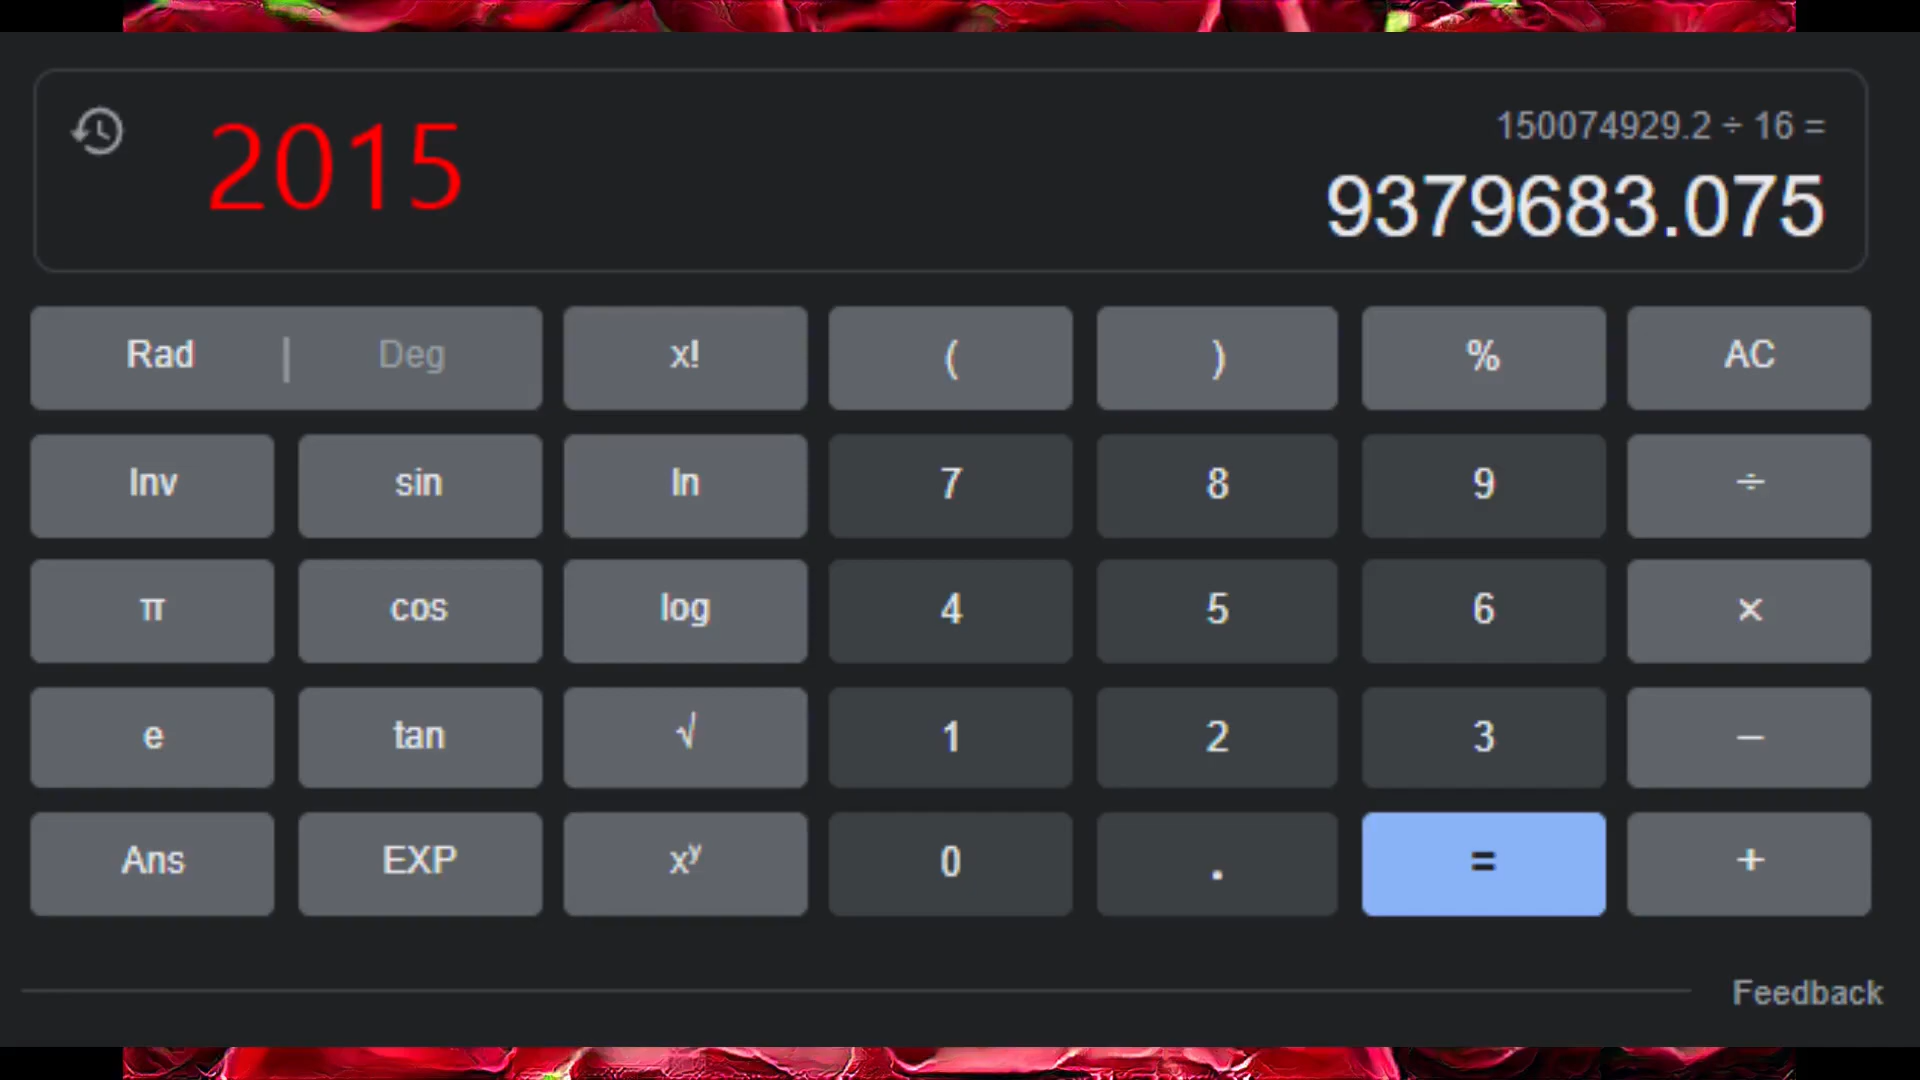 2015
150074929.2 ÷ 16 =
9379683.075
Rad | Deg x! ( ) % AC
Inv sin ln 7 8 9 ÷
π cos log 4 5 6 ×
e tan √ 1 2 3 −
Ans EXP xʸ 0 . = +
Feedback